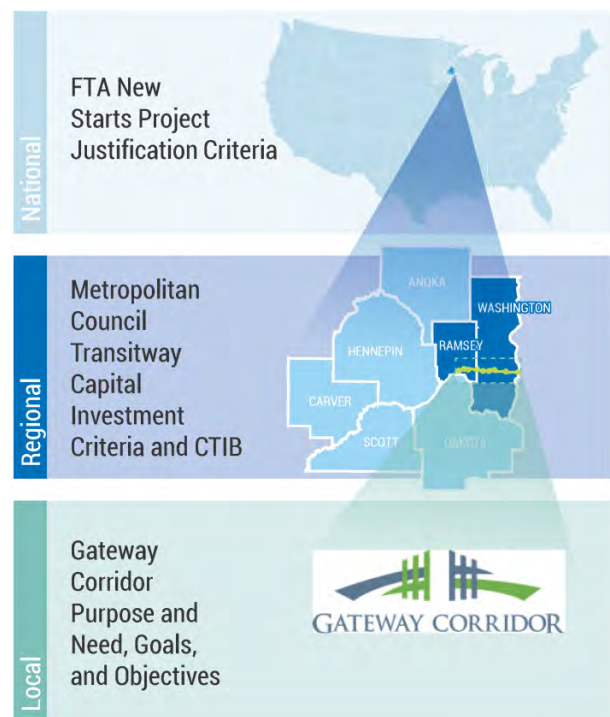 National
FTA New
Starts Project
Justification Criteria
Regional
Metropolitan
Council
Transitway
Capital
Investment
Criteria and CTIB
ANOKA
WASHINGTON
HENNEPIN
RAMSEY
CARVER
SCOTT
DAKOTA
Local
Gateway
Corridor
Purpose and
Need, Goals,
and Objectives
GATEWAY CORRIDOR